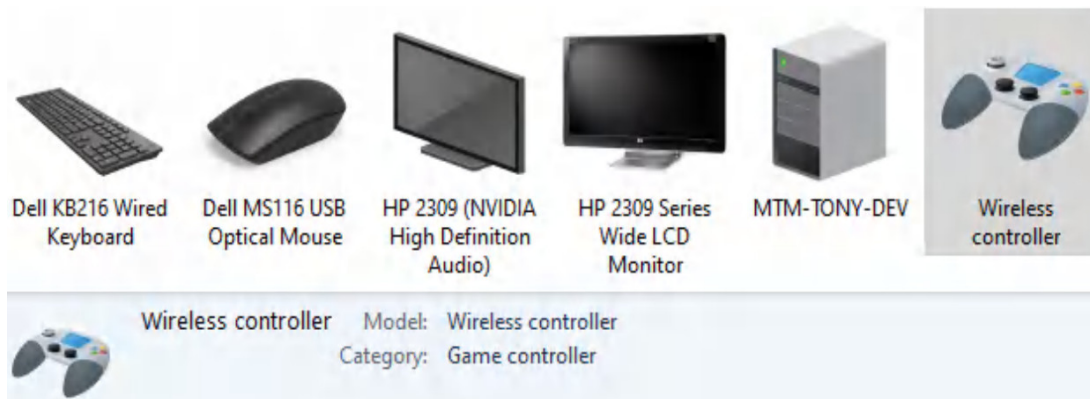 Dell KB216 Wired
Keyboard
Dell MS116 USB
Optical Mouse
HP 2309 (NVIDIA
High Definition
Audio)
HP 2309 Series
Wide LCD
Monitor
MTM-TONY-DEV
Wireless
controller
Wireless controller Model: Wireless controller
Category: Game controller